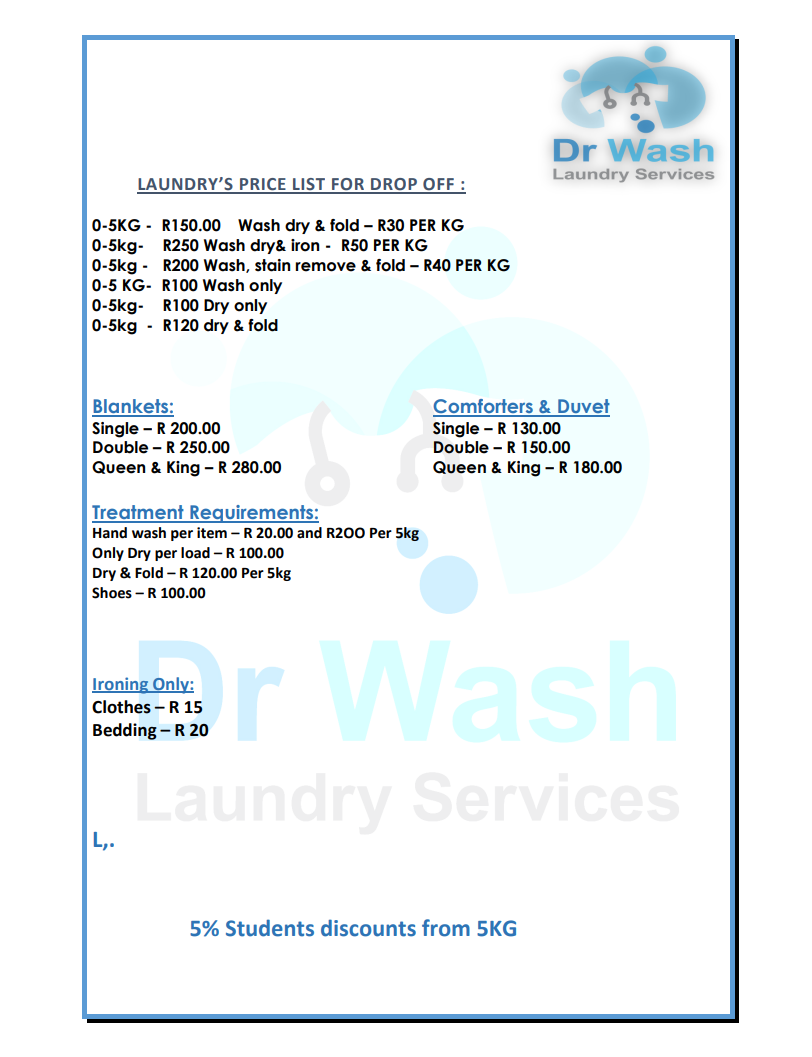 Dr Wash
Laundry Services
LAUNDRY'S PRICE LIST FOR DROP OFF :
0-5KG - R150.00 Wash dry & fold – R30 PER KG
0-5kg- R250 Wash dry& iron - R50 PER KG
0-5kg - R200 Wash, stain remove & fold – R40 PER KG
0-5 KG- R100 Wash only
0-5kg- R100 Dry only
0-5kg - R120 dry & fold
Blankets:
Single – R 200.00
Double – R 250.00
Queen & King – R 280.00
Comforters & Duvet
Single – R 130.00
Double – R 150.00
Queen & King – R 180.00
Treatment Requirements:
Hand wash per item – R 20.00 and R2OO Per 5kg
Only Dry per load – R 100.00
Dry & Fold – R 120.00 Per 5kg
Shoes – R 100.00
Ironing Only:
Clothes – R 15
Bedding – R 20
Dr Wash
Laundry Services
L,.
5% Students discounts from 5KG